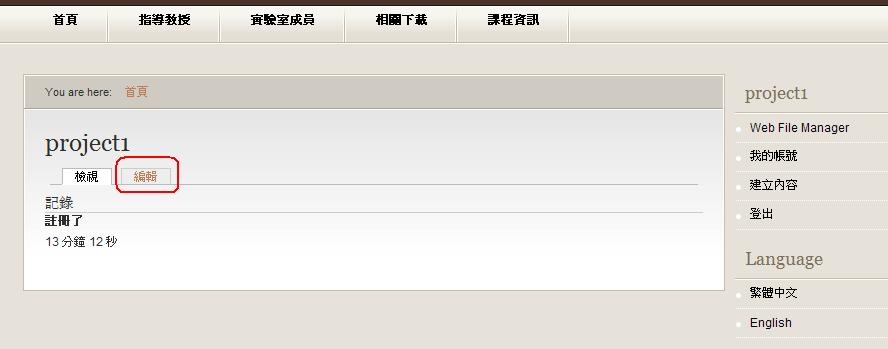 首頁 指導教授 實驗室成員 相關下載 課程資訊
You are here: 首頁
project1
檢視 編輯
記錄
註冊了
13 分鐘 12 秒
project1
Web File Manager
我的帳號
建立內容
登出
Language
繁體中文
English